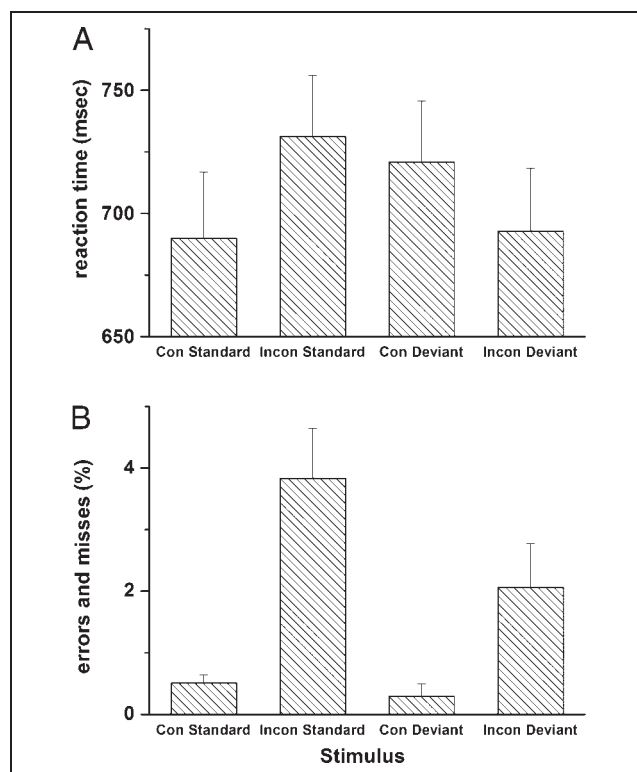 A
reaction time (msec)
750
700
650
Con Standard Incon Standard Con Deviant Incon Deviant
B
errors and misses (%)
4
2
0
Con Standard Incon Standard Con Deviant Incon Deviant
Stimulus